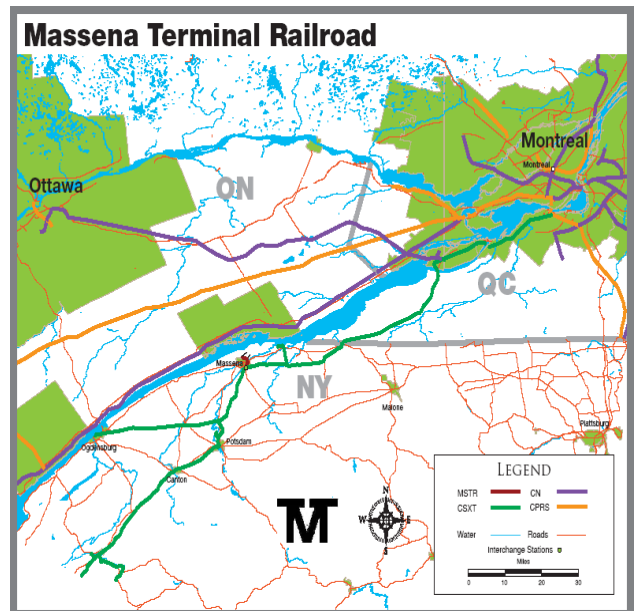 Massena Terminal Railroad
Montreal
Montreal
Ottawa
ON
QC
Massena
NY
Malone
Plattsburg
Ogdensburg
Potsdam
Canton
LEGEND
MSTR CN
CSXT CPRS
Water Roads
Interchange Stations
Miles
0 10 20 30
MT
N
W E
S